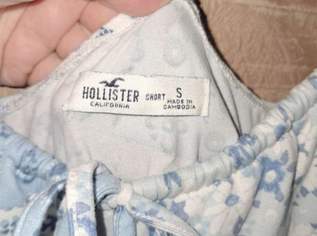 HOLLISTER
CALIFORNIA
SHORT S
MADE IN
CAMBODIA